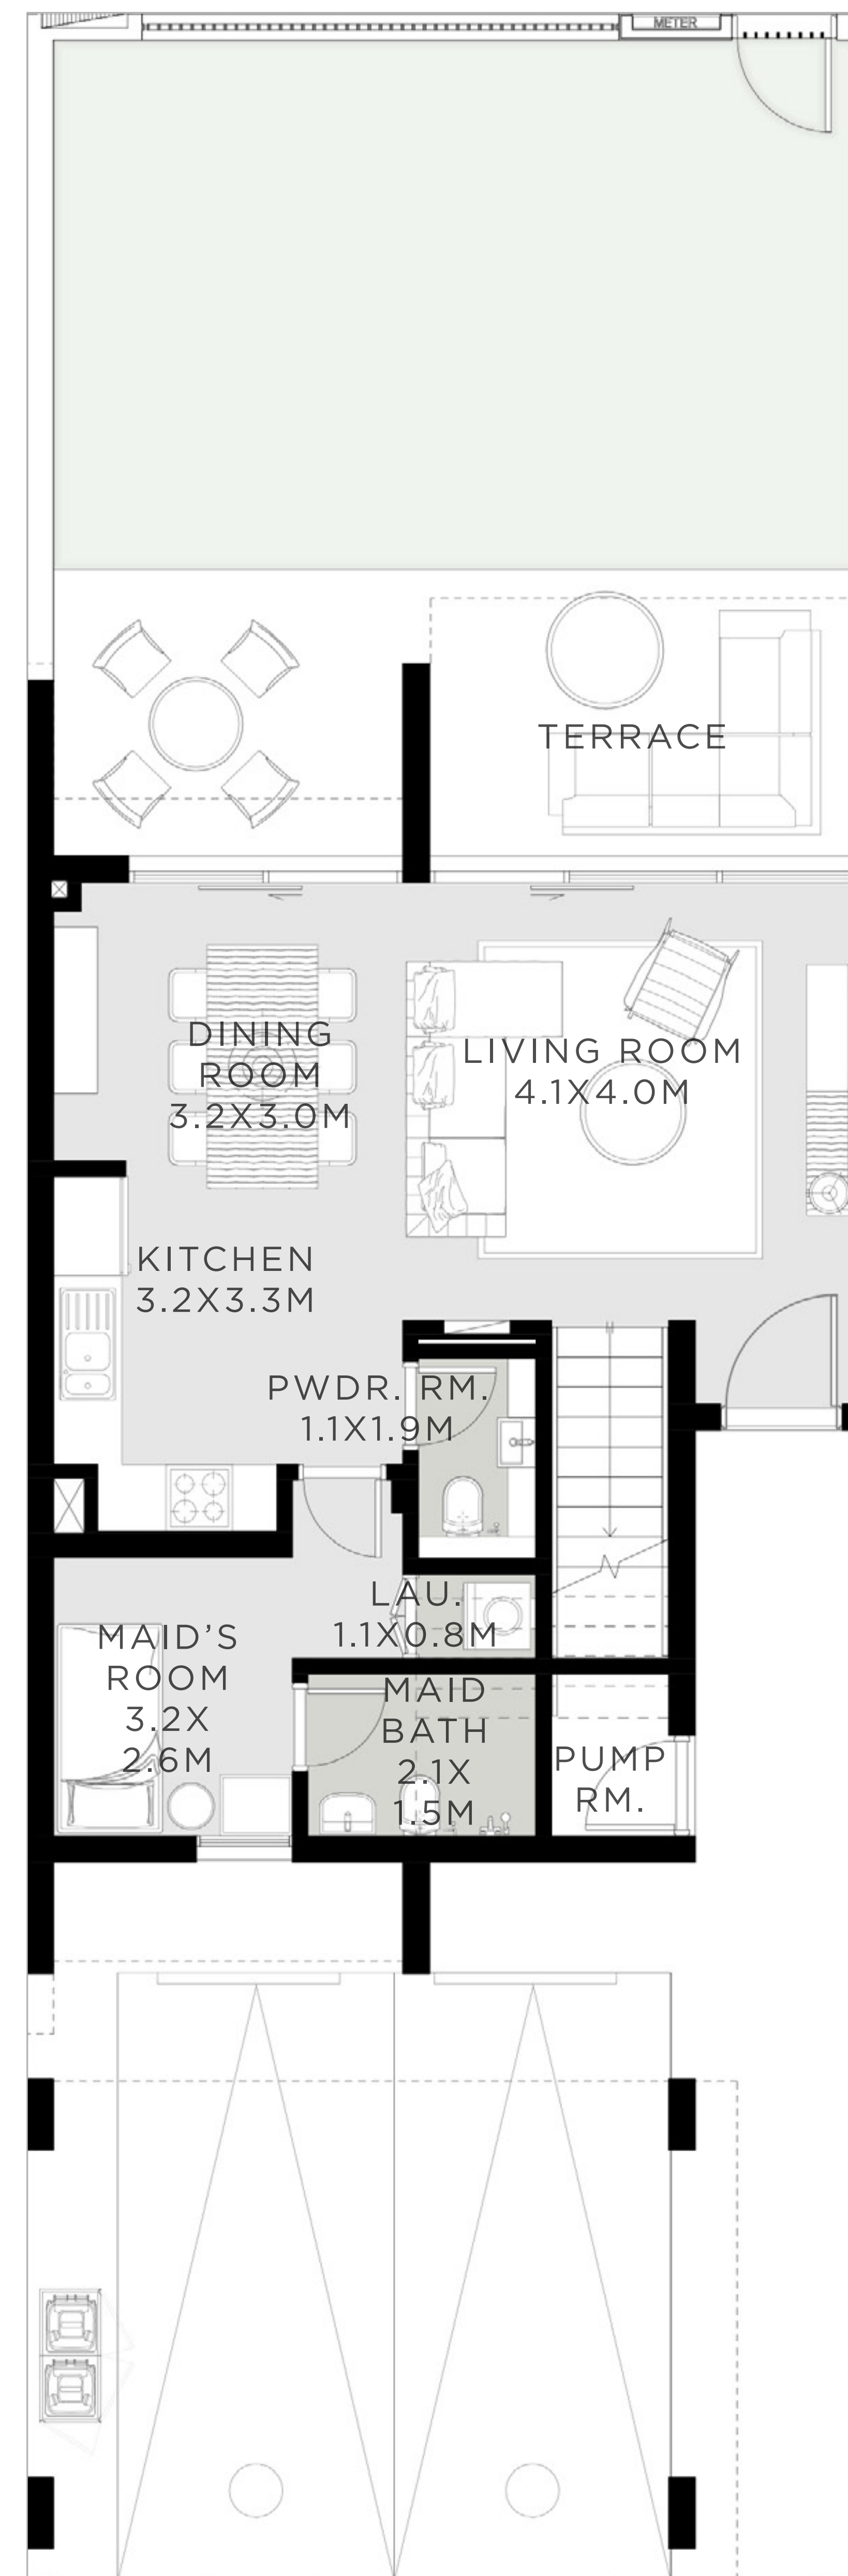 METER
TERRACE
DINING
ROOM
3.2X3.0M
LIVING ROOM
4.1X4.0M
KITCHEN
3.2X3.3M
PWDR. RM.
1.1X1.9M
LAU.
1.1X0.8M
MAID'S
ROOM
3.2X
2.6M
MAID
BATH
2.1X
1.5M
PUMP
RM.